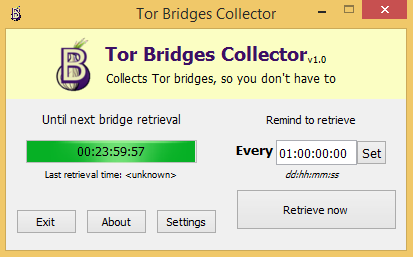 Tor Bridges Collector
B
Tor Bridges Collector v1.0
Collects Tor bridges, so you don't have to
Until next bridge retrieval
00:23:59:57
Last retrieval time: <unknown>
Remind to retrieve
Every 01:00:00:00 Set
dd:hh:mm:ss
Retrieve now
Exit About Settings